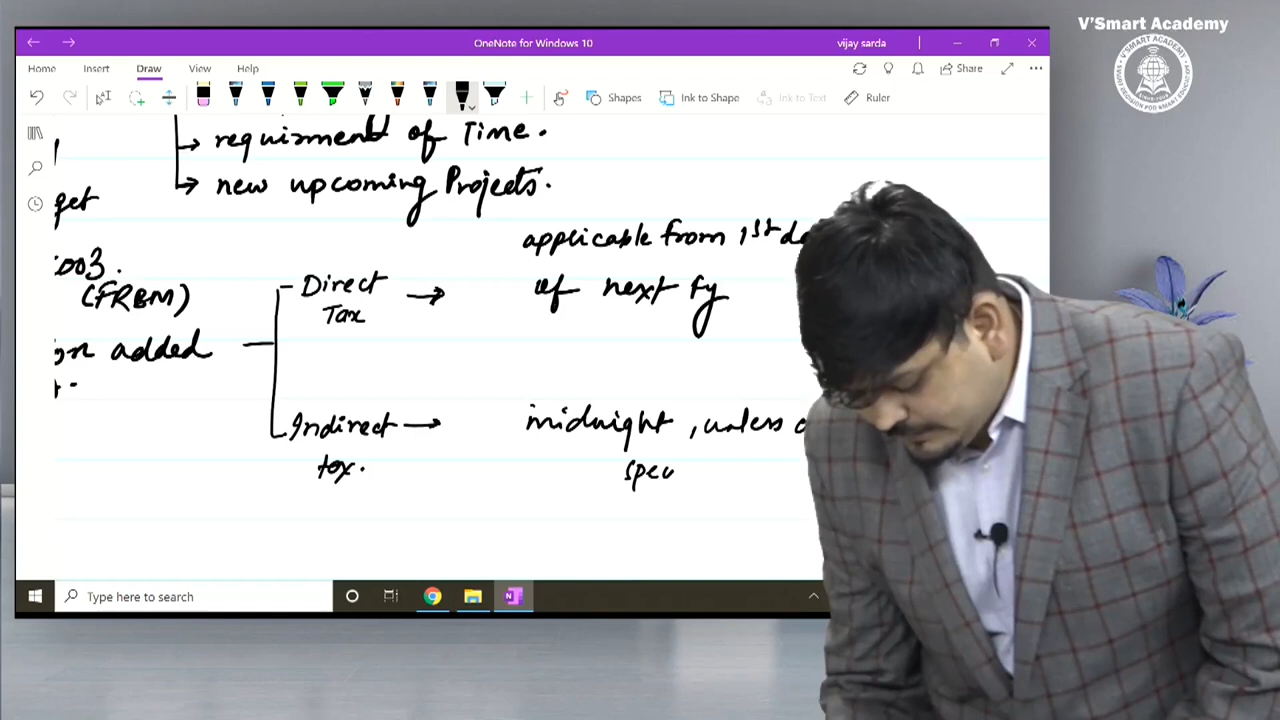 V'Smart Academy
OneNote for Windows 10
vijay sarda
Home Insert Draw View Help
Share
Shapes Ink to Shape Ink to Text Ruler
of Time.
new upcoming Projects.
applicable from 1st
2003.
(FRBM)
Direct
Tax
of next fy
added
Indirect
tax.
midnight, unless
spec
Type here to search